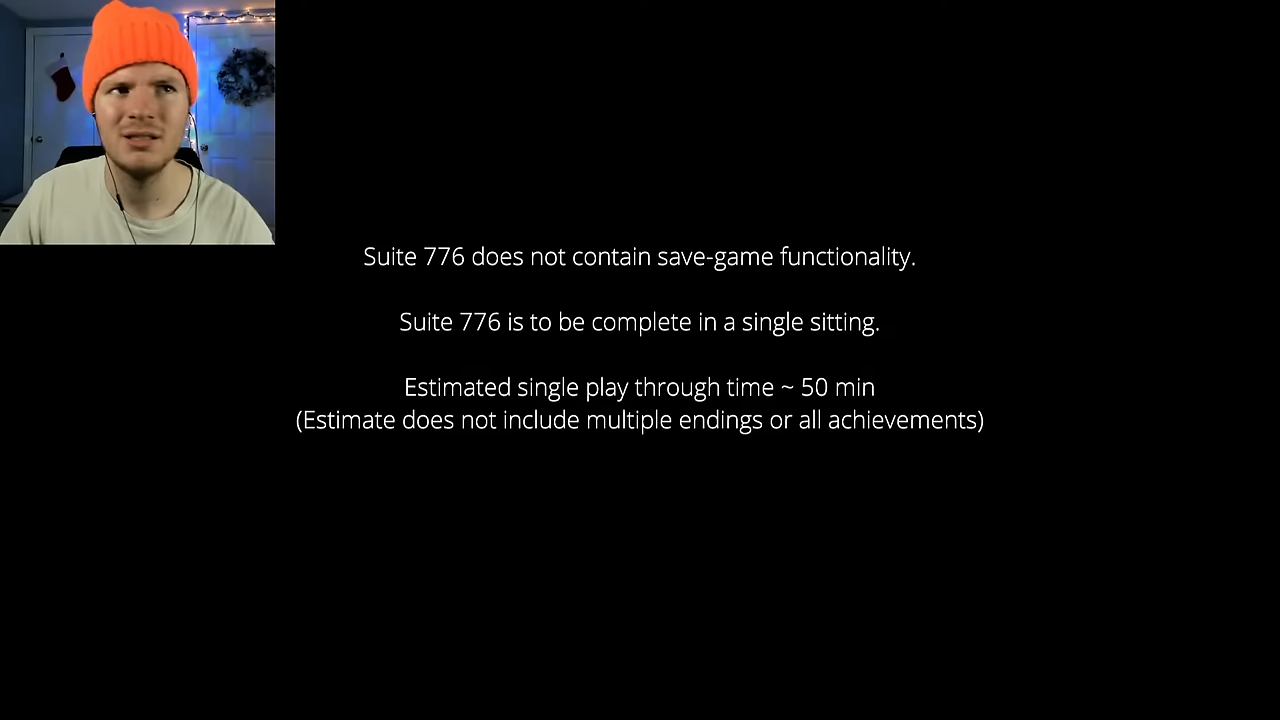 Suite 776 does not contain save-game functionality.
Suite 776 is to be complete in a single sitting.
Estimated single play through time ~ 50 min
(Estimate does not include multiple endings or all achievements)